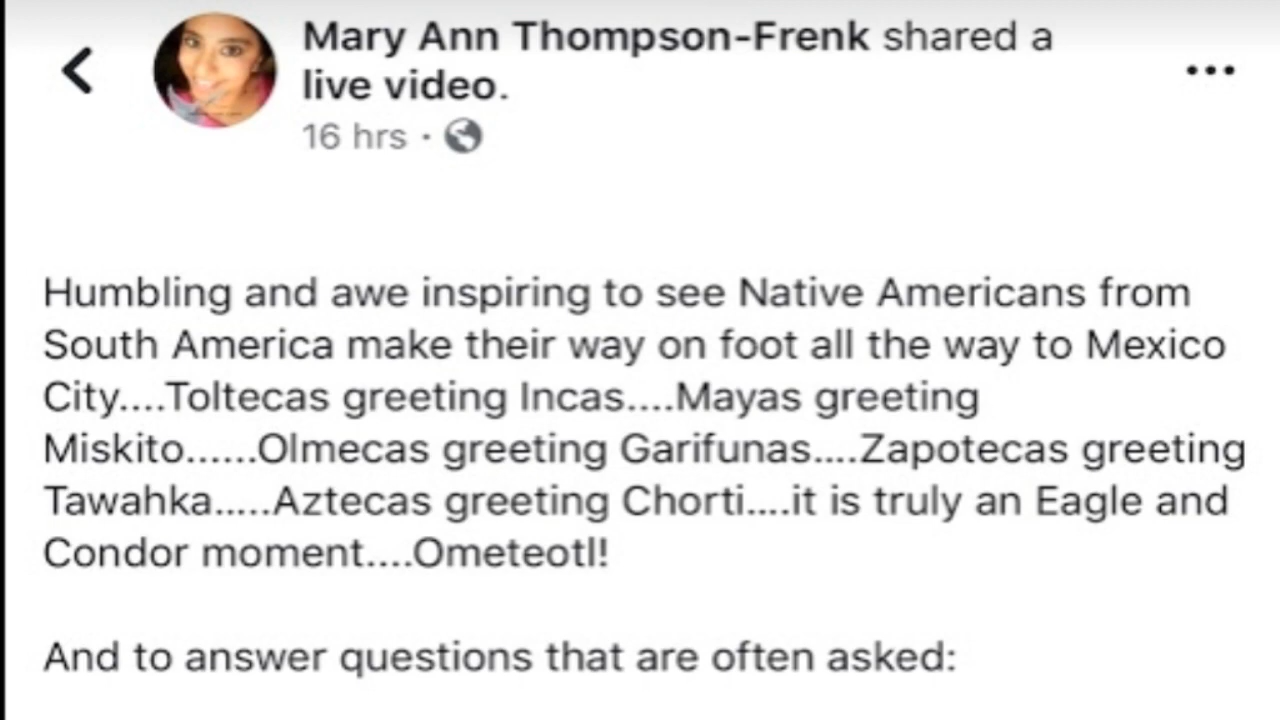 Mary Ann Thompson-Frenk shared a
live video.
16 hrs ·
Humbling and awe inspiring to see Native Americans from
South America make their way on foot all the way to Mexico
City....Toltecas greeting Incas....Mayas greeting
Miskito......Olmecas greeting Garifunas....Zapotecas greeting
Tawahka.....Aztecas greeting Chorti....it is truly an Eagle and
Condor moment....Ometeotl!
And to answer questions that are often asked: